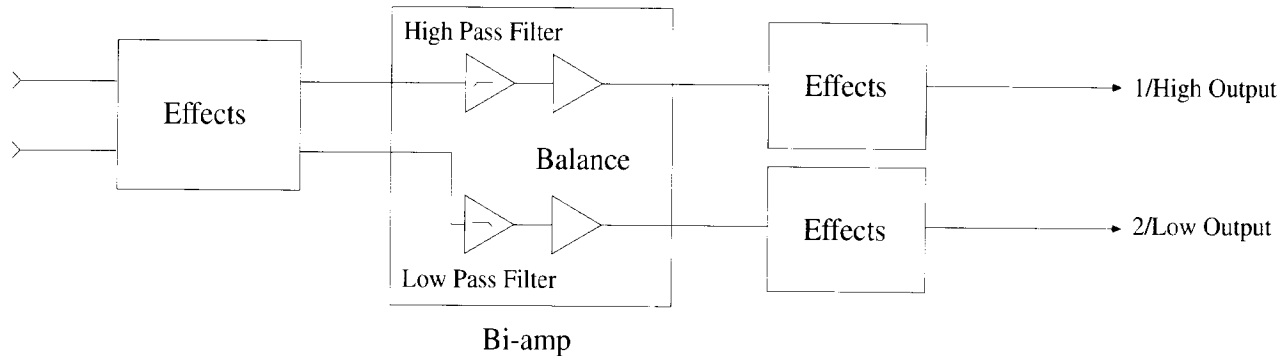 High Pass Filter
Effects
Effects
1/High Output
Balance
Effects
2/Low Output
Low Pass Filter
Bi-amp